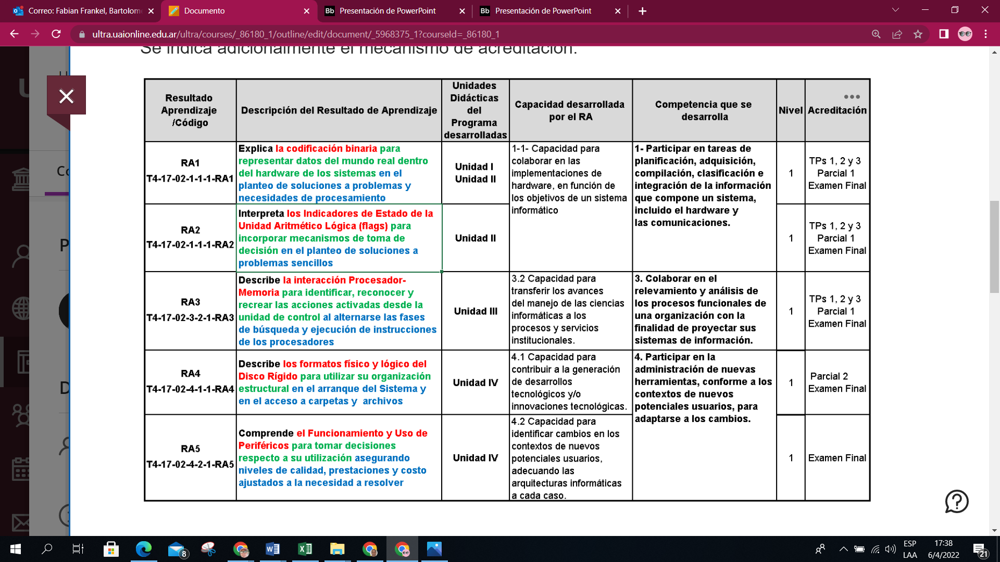 Correo: Fabian Frankel, Bartolom
Documento
Bb Presentación de PowerPoint
Bb Presentación de PowerPoint
ultra.uaionline.edu.ar/ultra/courses/_86180_1/outline/edit/document/_5968375_1?courseId=_86180_1
Se indica adicionalmente el mecanismo de acreditación.
Resultado
Aprendizaje
/Código
Descripción del Resultado de Aprendizaje
Unidades
Didácticas
del
Programa
desarrolladas
Capacidad desarrollada
por el RA
Competencia que se
desarrolla
Nivel
Acreditación
RA1
T4-17-02-1-1-1-RA1
Explica la codificación binaria para
representar datos del mundo real dentro
del hardware de los sistemas en el
planteo de soluciones a problemas y
necesidades de procesamiento
Unidad I
Unidad II
1-1- Capacidad para
colaborar en las
implementaciones de
hardware, en función de
los objetivos de un sistema
informático
1- Participar en tareas de
planificación, adquisición,
compilación, clasificación e
integración de la información
que compone un sistema,
incluido el hardware y
las comunicaciones.
1
TPs 1, 2 y 3
Parcial 1
Examen Final
RA2
T4-17-02-1-1-1-RA2
Interpreta los Indicadores de Estado de la
Unidad Aritmético Lógica (flags) para
incorporar mecanismos de toma de
decisión en el planteo de soluciones a
problemas sencillos
Unidad II
1
TPs 1, 2 y 3
Parcial 1
Examen Final
RA3
T4-17-02-3-2-1-RA3
Describe la interacción Procesador-
Memoria para identificar, reconocer y
recrear las acciones activadas desde la
unidad de control al alternarse las fases
de búsqueda y ejecución de instrucciones
de los procesadores
Unidad III
3.2 Capacidad para
transferir los avances
del manejo de las ciencias
informáticas a los
procesos y servicios
institucionales.
3. Colaborar en el
relevamiento y análisis de
los procesos funcionales de
una organización con la
finalidad de proyectar sus
sistemas de información.
1
TPs 1, 2 y 3
Parcial 1
Examen Final
RA4
T4-17-02-4-1-1-RA4
Describe los formatos físico y lógico del
Disco Rígido para utilizar su organización
estructural en el arranque del Sistema y
en el acceso a carpetas y archivos
Unidad IV
4.1 Capacidad para
contribuir a la generación
de desarrollos
tecnológicos y/o
innovaciones tecnológicas.
4. Participar en la
administración de nuevas
herramientas, conforme a los
contextos de nuevos
potenciales usuarios, para
adaptarse a los cambios.
1
Parcial 2
Examen Final
RA5
T4-17-02-4-2-1-RA5
Comprende el Funcionamiento y Uso de
Periféricos para tomar decisiones
respecto a su utilización asegurando
niveles de calidad, prestaciones y costo
ajustados a la necesidad a resolver
Unidad IV
4.2 Capacidad para
identificar cambios en los
contextos de nuevos
potenciales usuarios,
adecuando las
arquitecturas informáticas
a cada caso.
1
Examen Final
8
ESP
LAA
17:38
6/4/2022
21